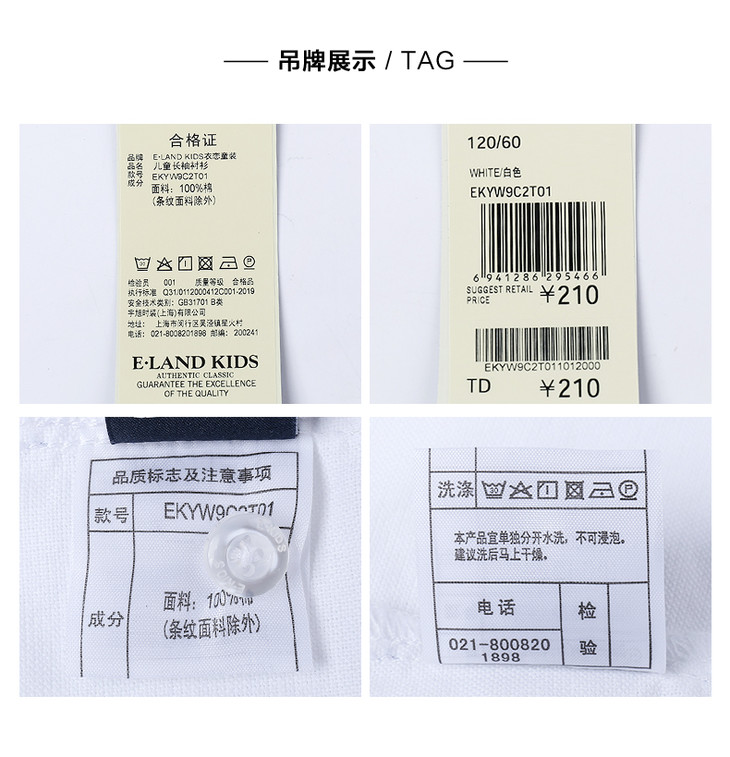 吊牌展示 / TAG
合格证
品牌 E·LAND KIDS衣恋童装
品名 儿童长袖衬衫
款号 EKYW9C2T01
成分 面料：100%棉
(条纹面料除外)
检验员 001 质量等级 合格品
执行标准 Q31/0112000412C001-2019
安全技术类别：GB31701 B类
宇旭时装(上海)有限公司
地址： 上海市闵行区吴泾镇星火村
电话：021-8008201898 邮编：200241
E·LAND KIDS
AUTHENTIC CLASSIC
GUARANTEE THE EXCELLENCE
OF THE QUALITY
120/60
WHITE/白色
EKYW9C2T01
6 941286 295466
SUGGEST RETAIL
PRICE ￥210
EKYW9C2T011012000
TD ￥210
品质标志及注意事项
款号 EKYW9C2T01
成分 面料：100%棉
(条纹面料除外)
洗涤
本产品宜单独分开水洗，不可浸泡。
建议洗后马上干燥。
电话 检
021-800820
1898 验